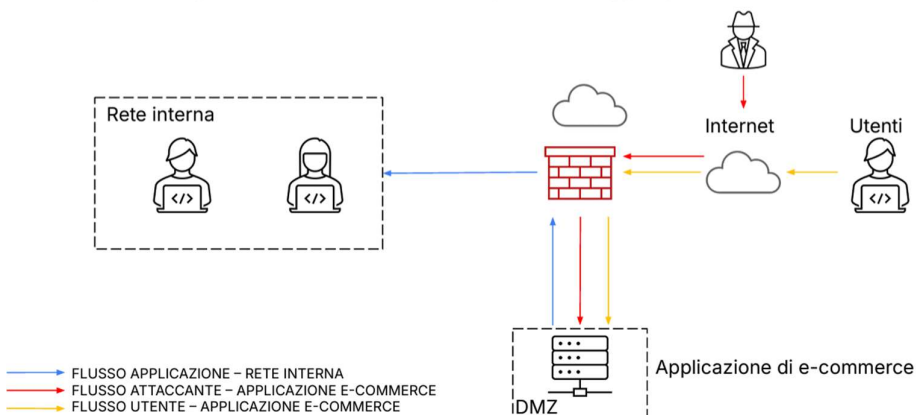 Rete interna
Internet
Utenti
</>
</>
</>
Applicazione di e-commerce
DMZ
FLUSSO APPLICAZIONE – RETE INTERNA
FLUSSO ATTACCANTE – APPLICAZIONE E-COMMERCE
FLUSSO UTENTE – APPLICAZIONE E-COMMERCE